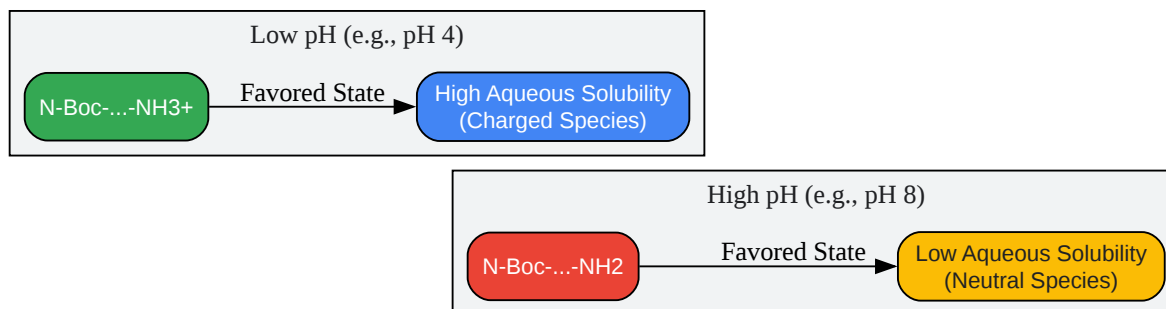 Low pH (e.g., pH 4)
N-Boc-...-NH3+
Favored State
High Aqueous Solubility
(Charged Species)
High pH (e.g., pH 8)
N-Boc-...-NH2
Favored State
Low Aqueous Solubility
(Neutral Species)